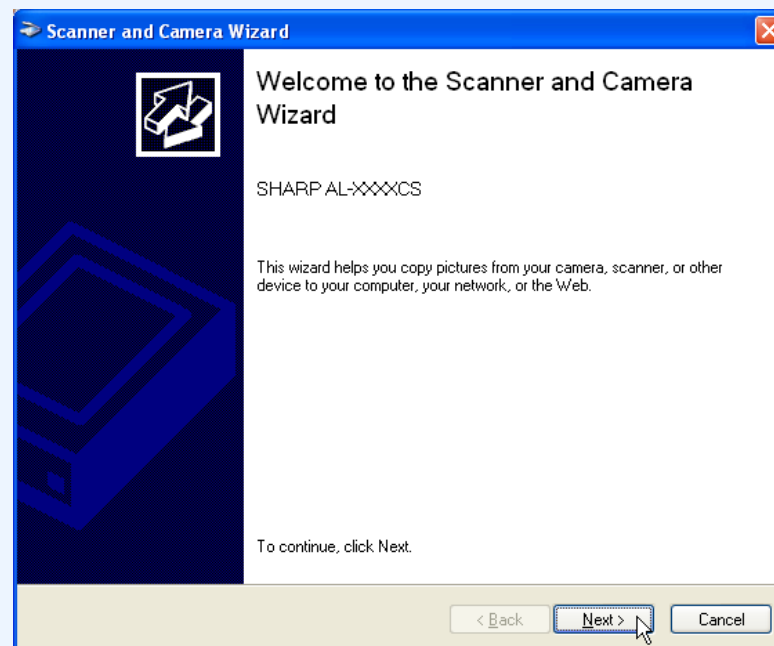 Scanner and Camera Wizard
Welcome to the Scanner and Camera
Wizard
SHARP AL-XXXXCS
This wizard helps you copy pictures from your camera, scanner, or other
device to your computer, your network, or the Web.
To continue, click Next.
< Back Next > Cancel